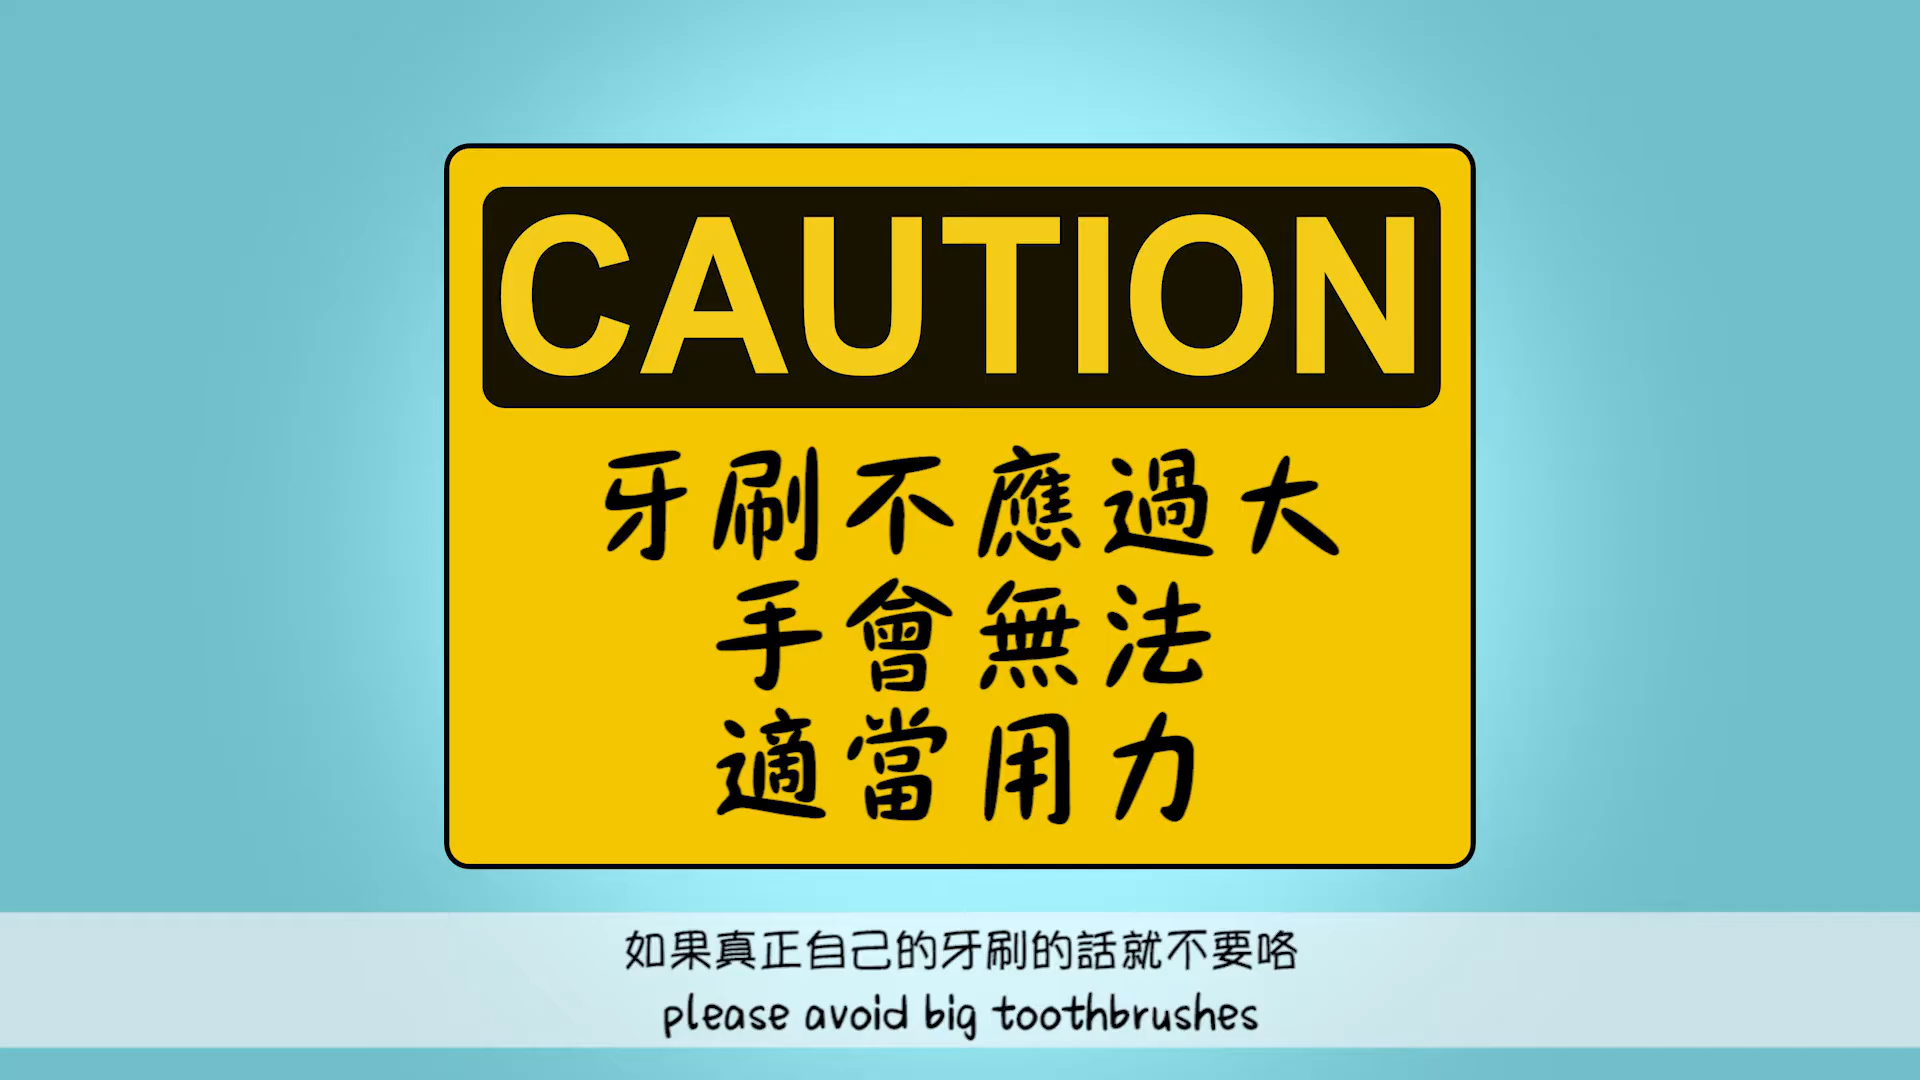 CAUTION
牙刷不應過大
手會無法
適當用力
如果真正自己的牙刷的話就不要咯
please avoid big toothbrushes